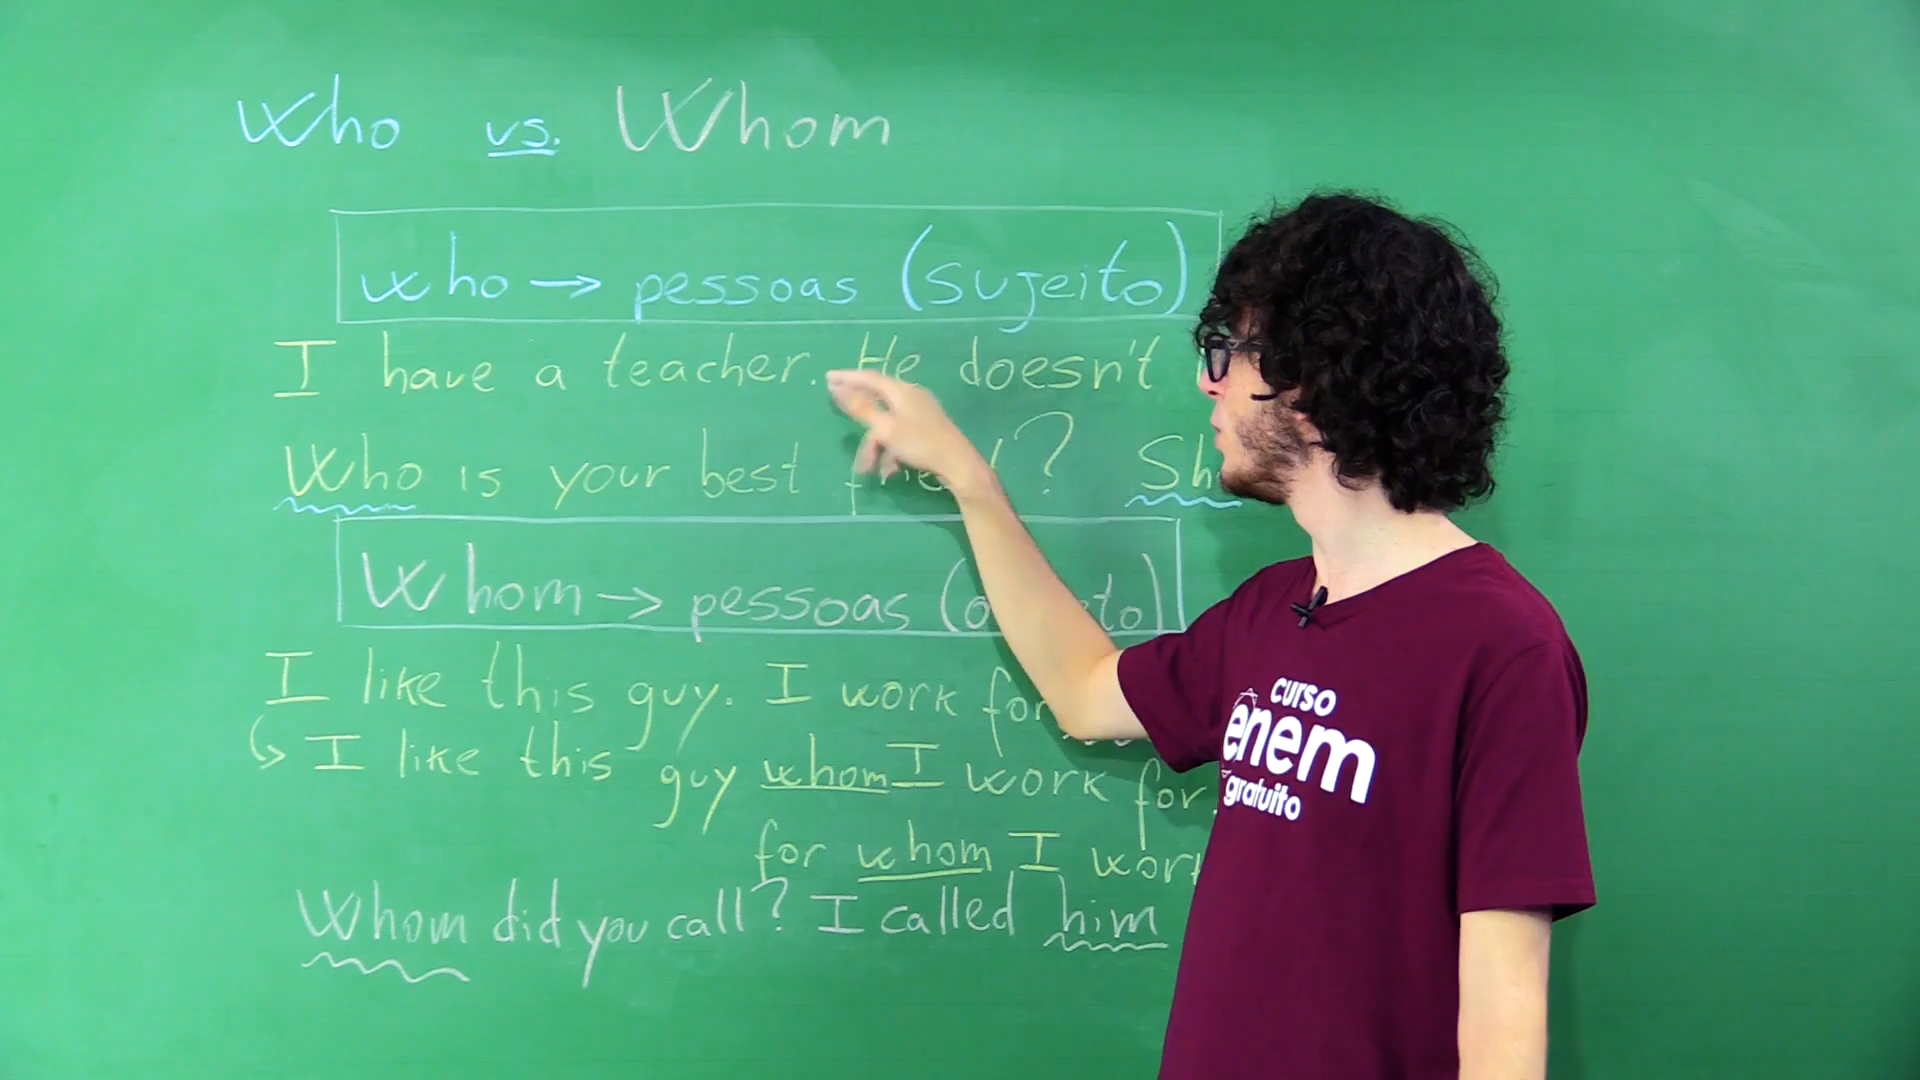 Who vs. Whom
who → pessoas (sujeito)
I have a teacher. He doesn't
Who is your best friend?
Whom → pessoas
I like this guy. I work for
I like this guy whom I work for.
for whom I work
Whom did you call? I called him
curso
enem
gratuito